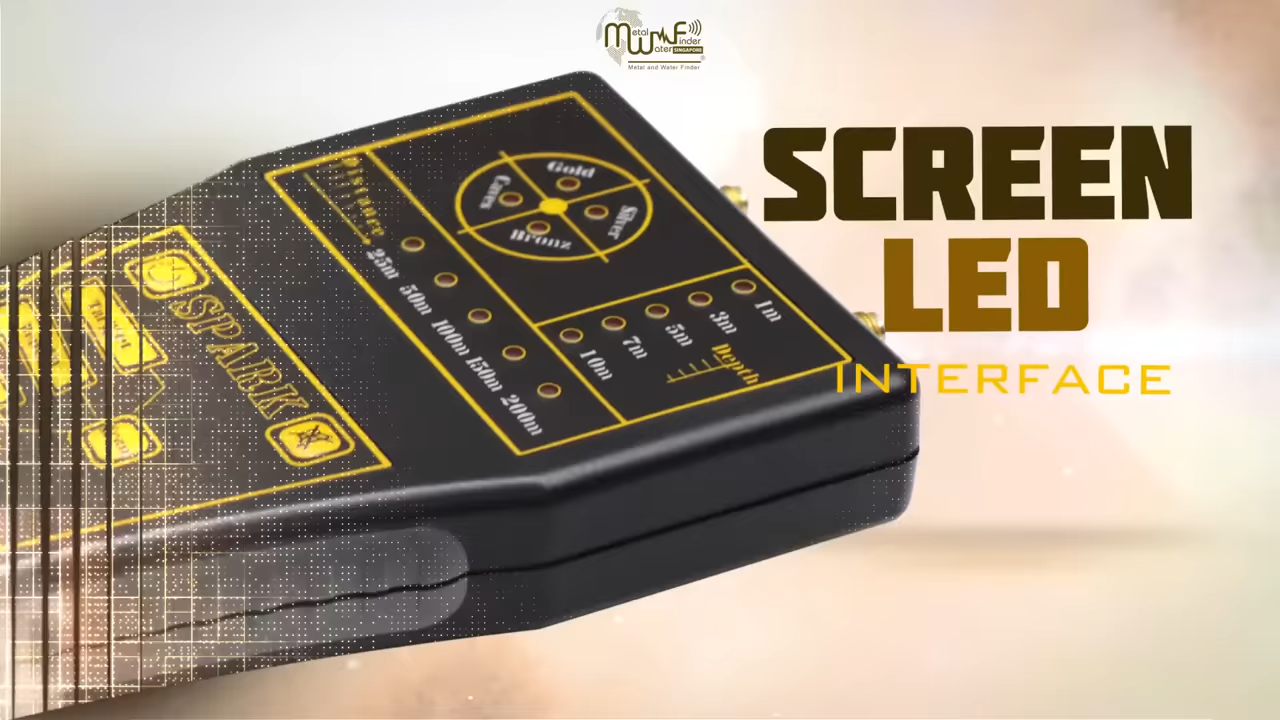 Metal Finder
Water SINGAPORE
Metal and Water Finder
SCREEN
LED
INTERFACE
Gold
Silver
Bronz
Caves
Distance
25m
50m
100m
150m
200m
1m
3m
5m
7m
10m
Depth
SPARK